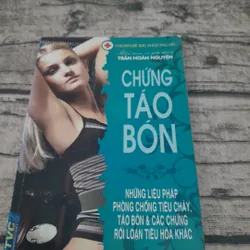 TRẦN HOÀN NGUYÊN
CHỨNG
TÁO
BÓN
NHỮNG LIỆU PHÁP
PHÒNG CHỐNG TIÊU CHẢY,
TÁO BÓN & CÁC CHỨNG
RỐI LOẠN TIÊU HÓA KHÁC
TVC